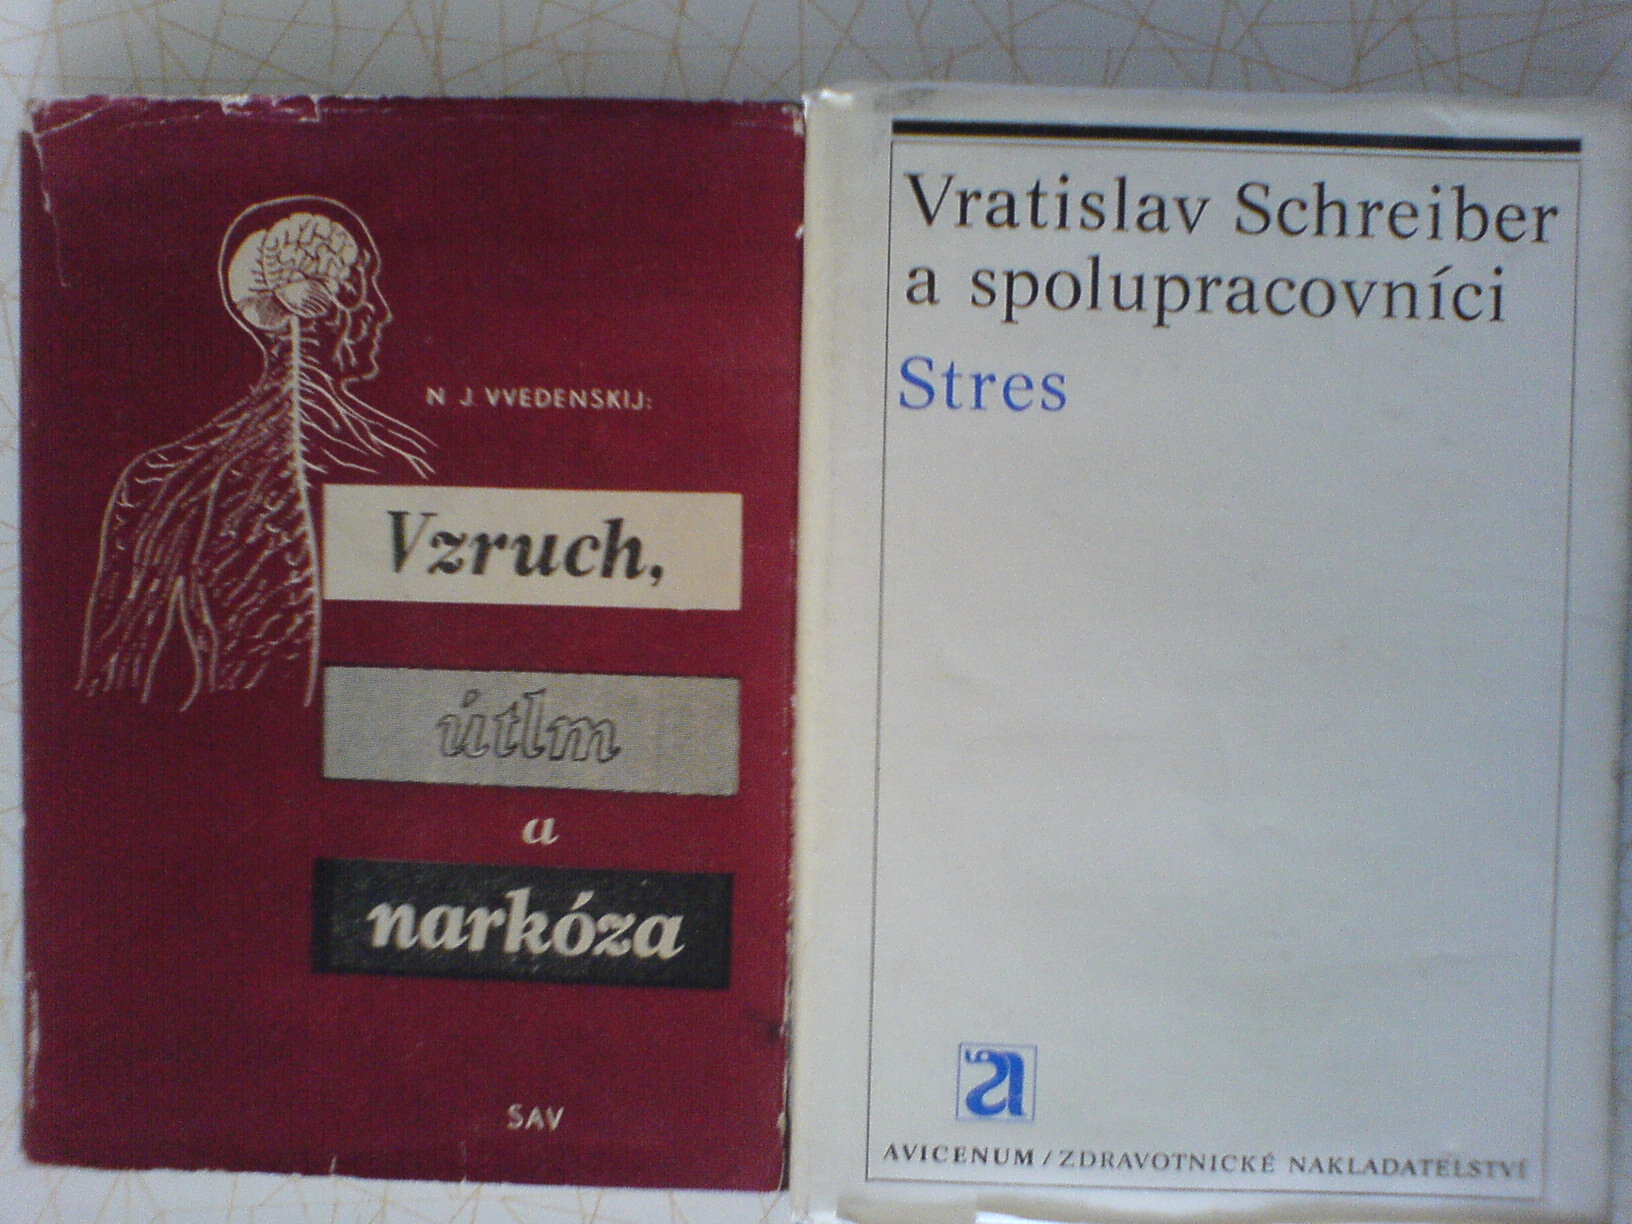 N J VVEDENSKIJ:
Vzruch,
útlm
a
narkóza
SAV
Vratislav Schreiber
a spolupracovníci
Stres
a
AVICENUM / ZDRAVOTNICKÉ NAKLADATELSTVÍ